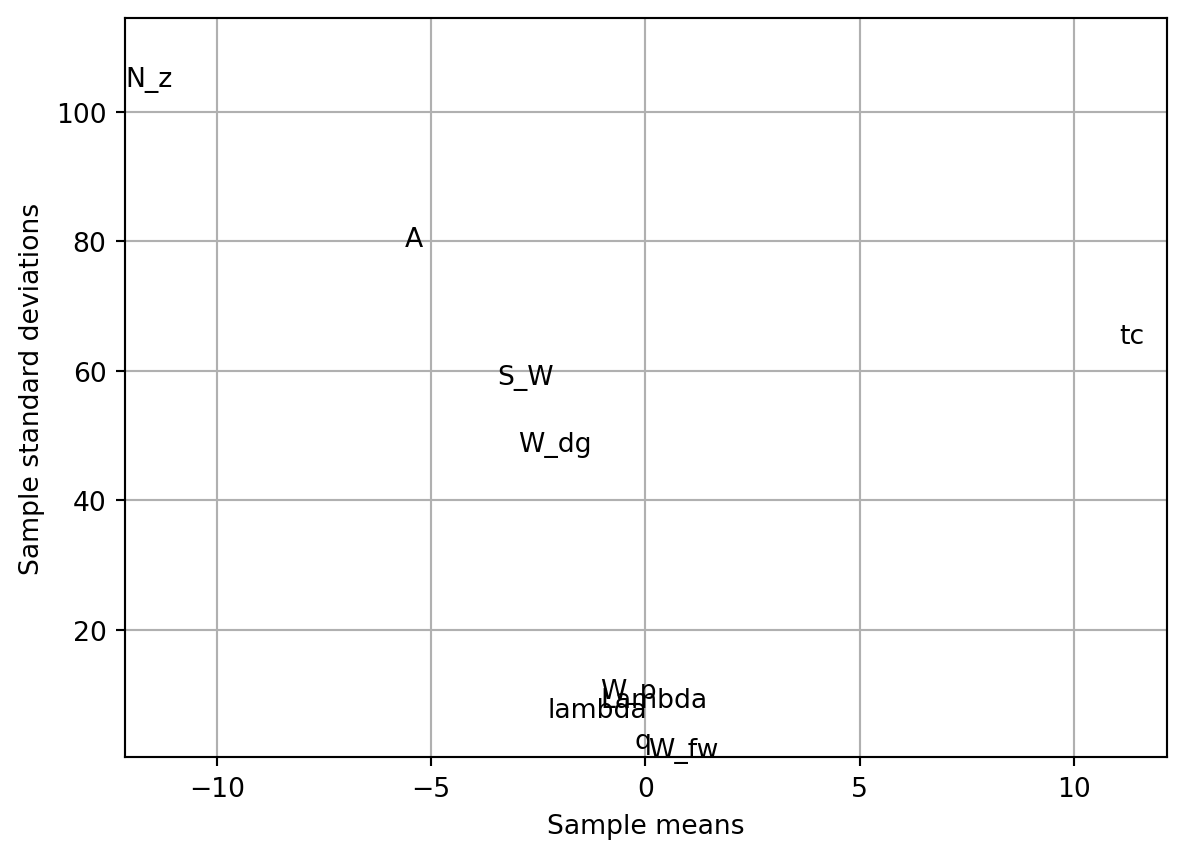 N_z
100
80
A
tc
60
S_W
W_dg
40
20
W_p
Lambda
lambda
q
W_fw
−10
−5
0
5
10
Sample means
Sample standard deviations